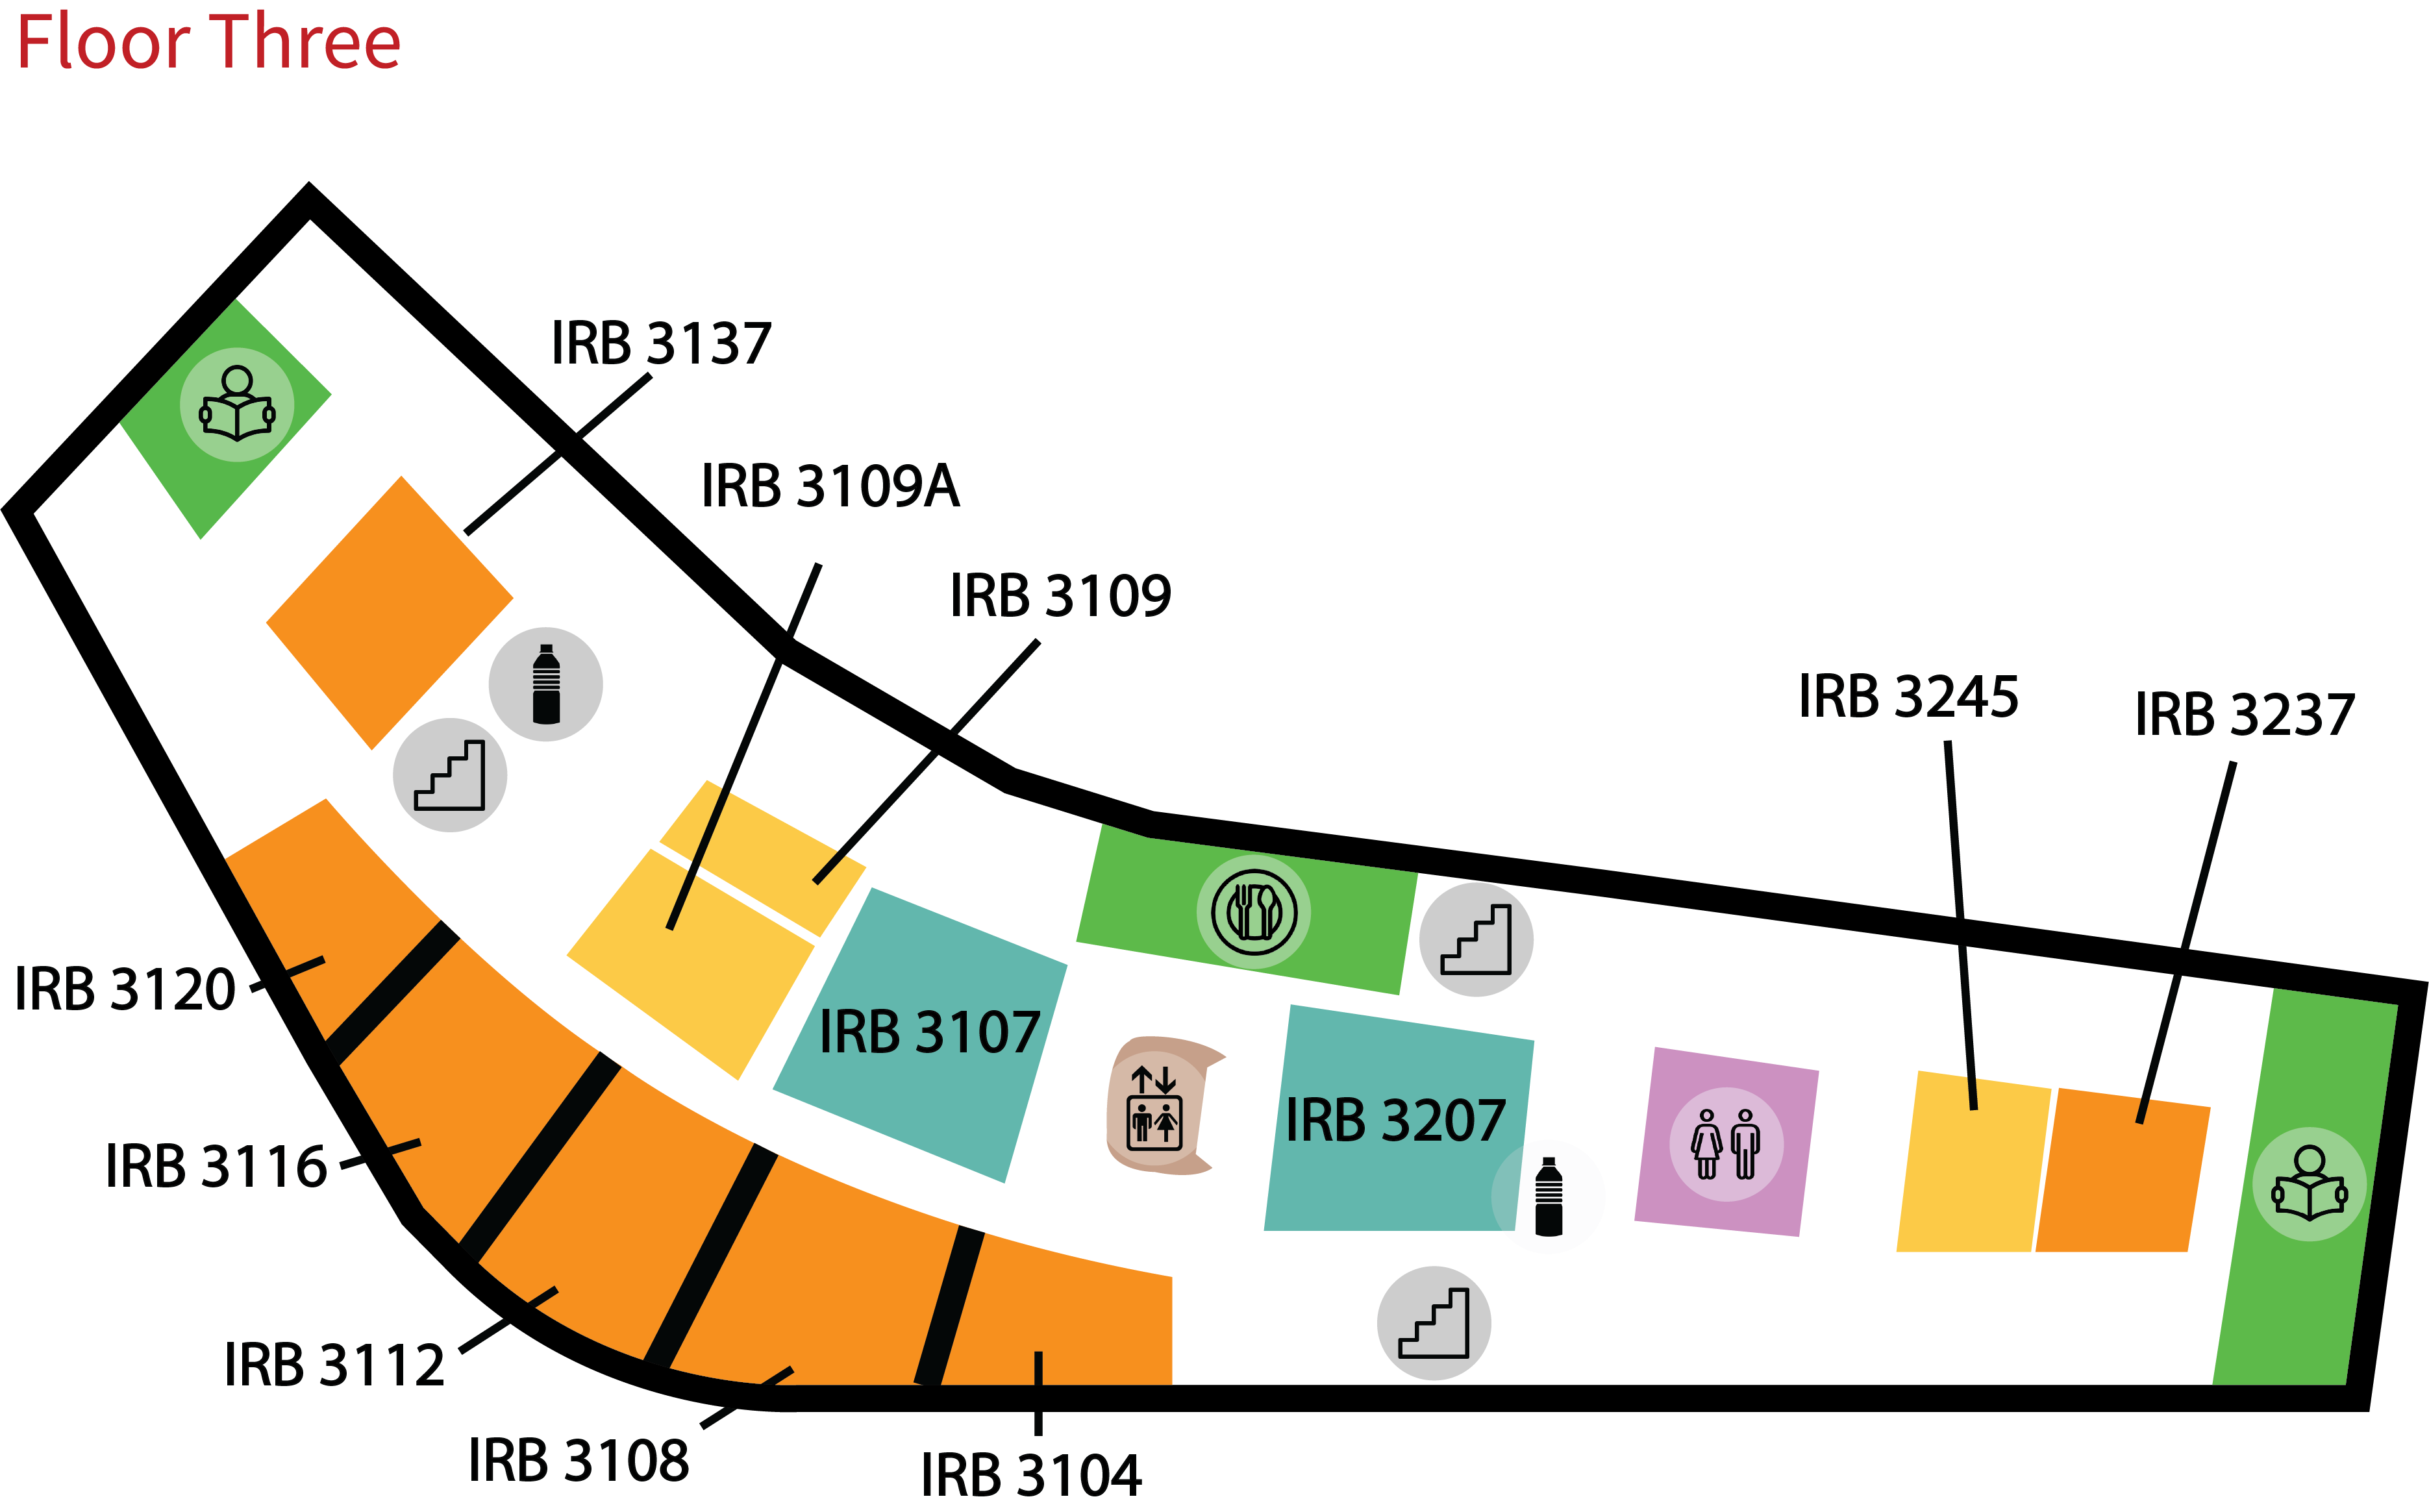 Floor Three
IRB 3137
IRB 3109A
IRB 3109
IRB 3245
IRB 3237
IRB 3120
IRB 3107
IRB 3207
IRB 3116
IRB 3112
IRB 3108
IRB 3104